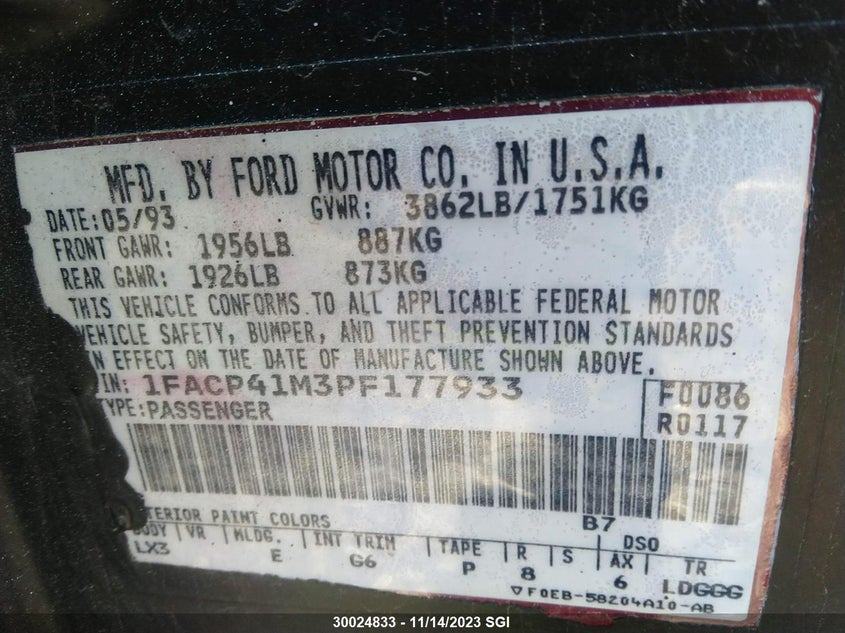 MFD. BY FORD MOTOR CO. IN U.S.A.
DATE: 05/93 GVWR: 3862LB/1751KG
FRONT GAWR: 1956LB 887KG
REAR GAWR: 1926LB 873KG
THIS VEHICLE CONFORMS TO ALL APPLICABLE FEDERAL MOTOR
VEHICLE SAFETY, BUMPER, AND THEFT PREVENTION STANDARDS
IN EFFECT ON THE DATE OF MANUFACTURE SHOWN ABOVE.
IN: 1FACP41M3PF177933 F0086
TYPE: PASSENGER R0117
TERIOR PAINT COLORS B7 DSO
BODY VR MLDG. INT TRIM TAPE R S AX TR
LX3 E G6 P 8 6 LDGGG
▽F0EB-58204A10-AB
30024833 - 11/14/2023 SGI